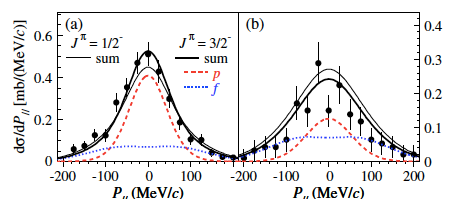 (a) (b)
J^π = 1/2^- J^π = 3/2^-
sum sum
p
f
dσ/dP_// [mb/(MeV/c)]
0.6
0.4
0.2
0
0.4
0.3
0.2
0.1
0
-200 -100 0 100 -200 -100 0 100 200
P_// (MeV/c) P_// (MeV/c)